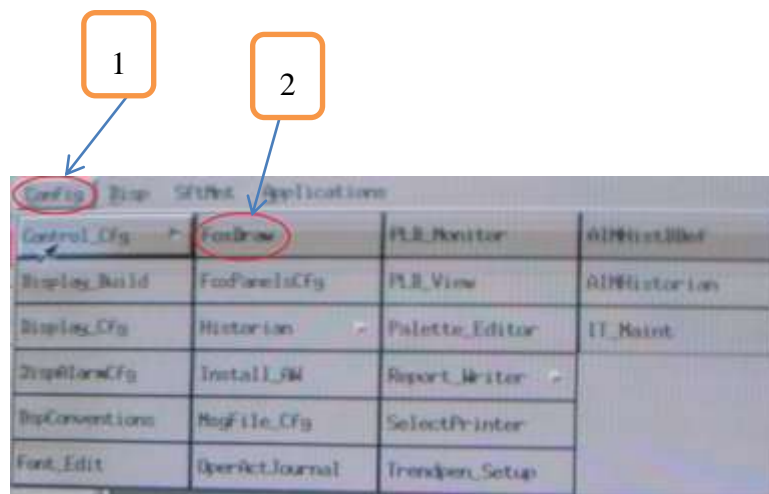 1
2
Config Disp SftMnt Applications
Control_Cfg FoxDraw PLB_Monitor AIMHistBDef
Display_Build FoxPanelsCfg PLB_View AIMHistorian
Display_Cfg Historian Palette_Editor IT_Maint
DispAlarmCfg Install_AW Report_Writer
DspConventions MsgFile_Cfg SelectPrinter
Font_Edit OperActJournal Trendpen_Setup